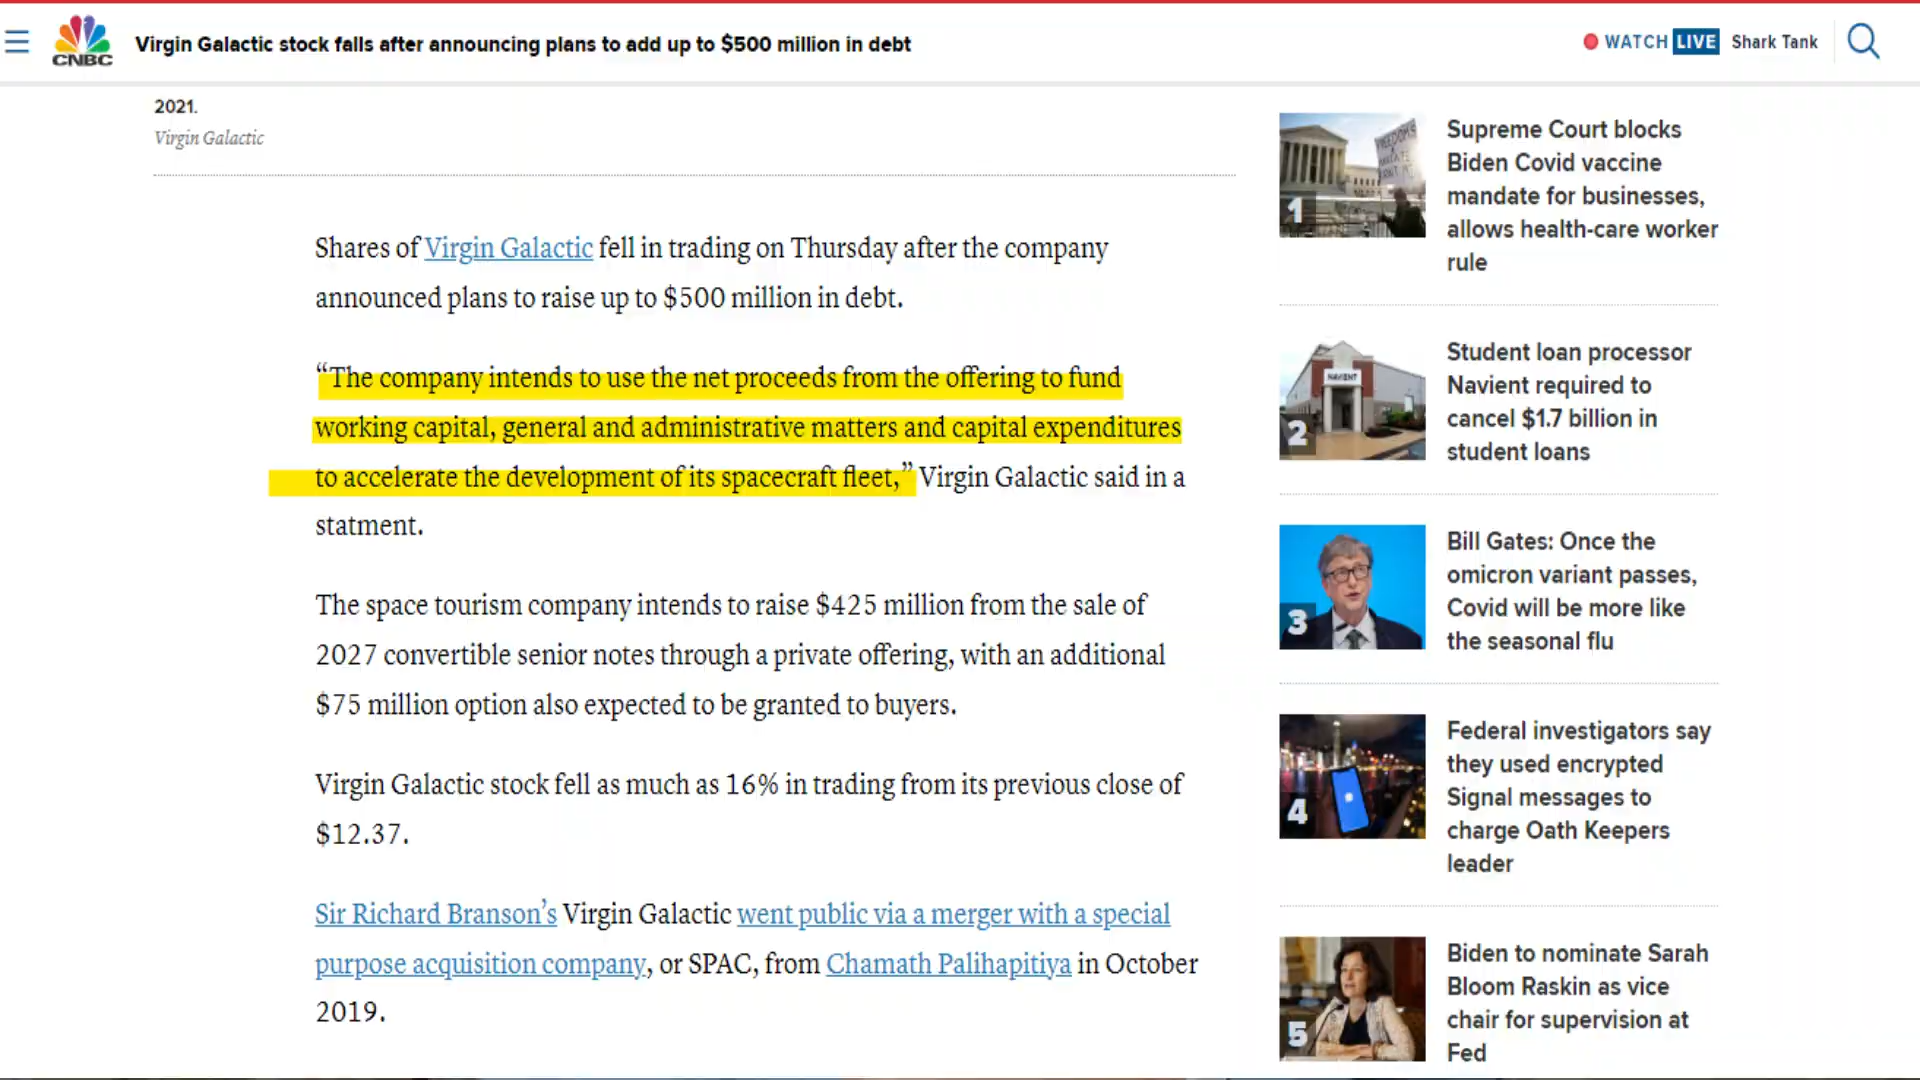 CNBC
Virgin Galactic stock falls after announcing plans to add up to $500 million in debt
WATCH LIVE Shark Tank
2021.
Virgin Galactic
Shares of Virgin Galactic fell in trading on Thursday after the company
announced plans to raise up to $500 million in debt.
“The company intends to use the net proceeds from the offering to fund
working capital, general and administrative matters and capital expenditures
to accelerate the development of its spacecraft fleet,” Virgin Galactic said in a
statment.
The space tourism company intends to raise $425 million from the sale of
2027 convertible senior notes through a private offering, with an additional
$75 million option also expected to be granted to buyers.
Virgin Galactic stock fell as much as 16% in trading from its previous close of
$12.37.
Sir Richard Branson’s Virgin Galactic went public via a merger with a special
purpose acquisition company, or SPAC, from Chamath Palihapitiya in October
2019.
1
Supreme Court blocks
Biden Covid vaccine
mandate for businesses,
allows health-care worker
rule
NAVIENT
2
Student loan processor
Navient required to
cancel $1.7 billion in
student loans
3
Bill Gates: Once the
omicron variant passes,
Covid will be more like
the seasonal flu
4
Federal investigators say
they used encrypted
Signal messages to
charge Oath Keepers
leader
5
Biden to nominate Sarah
Bloom Raskin as vice
chair for supervision at
Fed